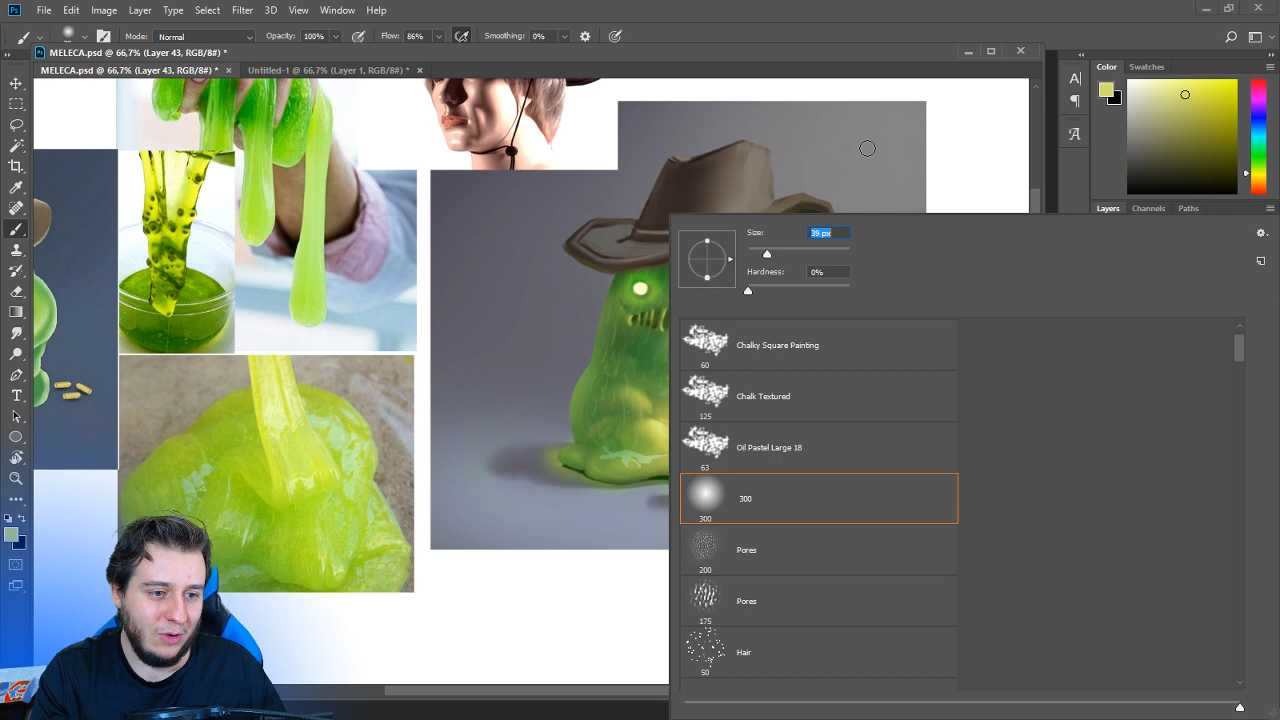 File Edit Image Layer Type Select Filter 3D View Window Help
Mode: Normal Opacity: 100% Flow: 86% Smoothing: 0%
MELECA.psd @ 66,7% (Layer 43, RGB/8#) *
MELECA.psd @ 66,7% (Layer 43, RGB/8#) * × Untitled-1 @ 66,7% (Layer 1, RGB/8#) * ×
Color Swatches
Layers Channels Paths
Size: 39 px
Hardness: 0%
Chalky Square Painting
60
Chalk Textured
125
Oil Pastel Large 18
63
300
300
Pores
200
Pores
175
Hair
50